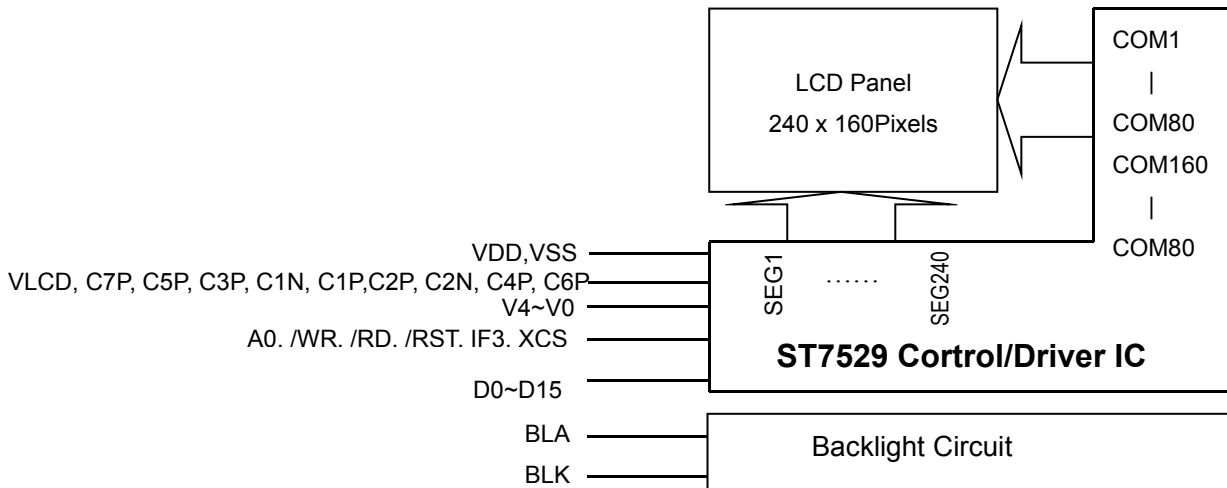 COM1
|
COM80
COM160
|
COM80
LCD Panel
240 x 160Pixels
SEG1
......
SEG240
VDD,VSS
VLCD, C7P, C5P, C3P, C1N, C1P,C2P, C2N, C4P, C6P
V4~V0
A0. /WR. /RD. /RST. IF3. XCS
D0~D15
ST7529 Cortrol/Driver IC
BLA
BLK
Backlight Circuit